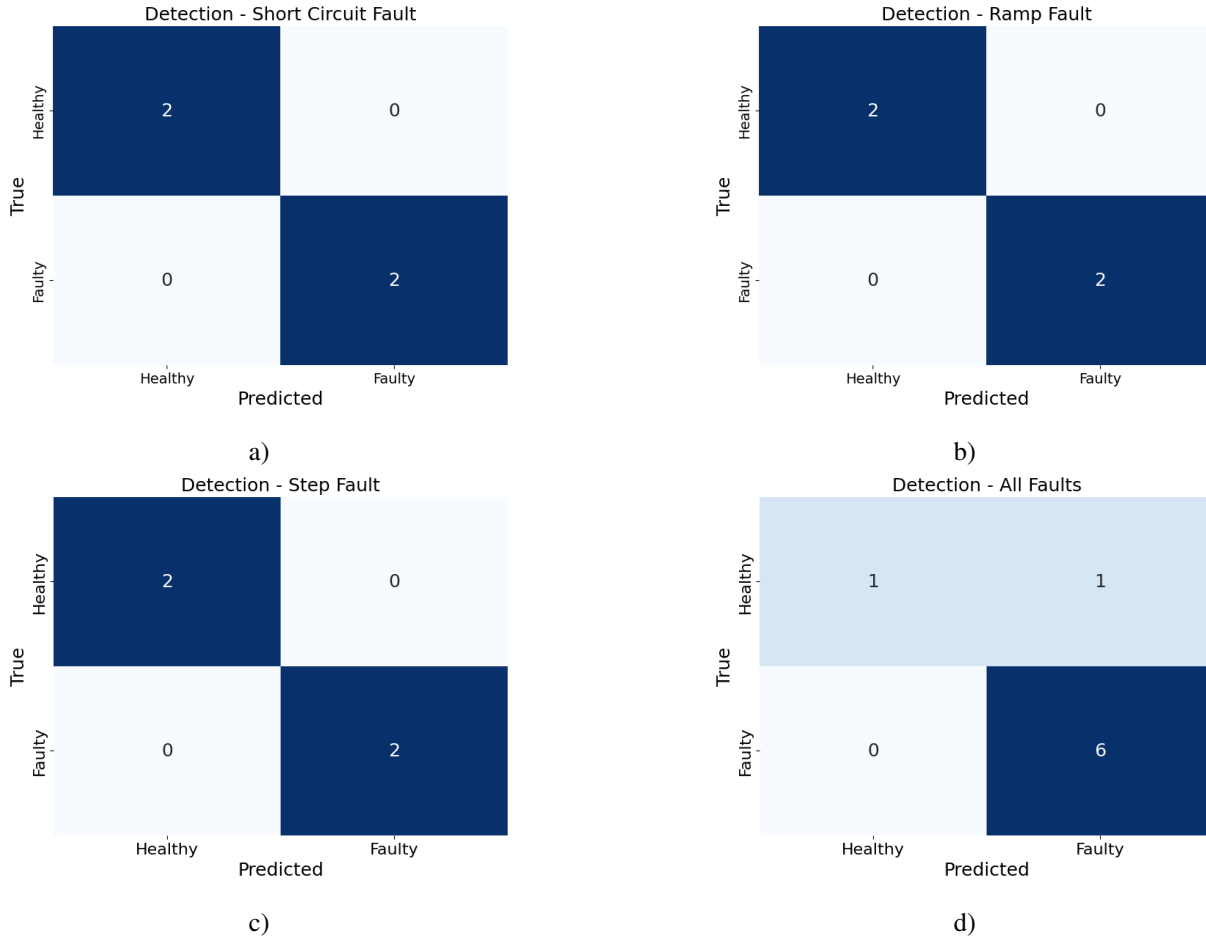 Detection - Short Circuit Fault
Healthy
2
0
True
Faulty
0
2
Healthy
Faulty
Predicted
a)
Detection - Ramp Fault
Healthy
2
0
True
Faulty
0
2
Healthy
Faulty
Predicted
b)
Detection - Step Fault
Healthy
2
0
True
Faulty
0
2
Healthy
Faulty
Predicted
c)
Detection - All Faults
Healthy
1
1
True
Faulty
0
6
Healthy
Faulty
Predicted
d)